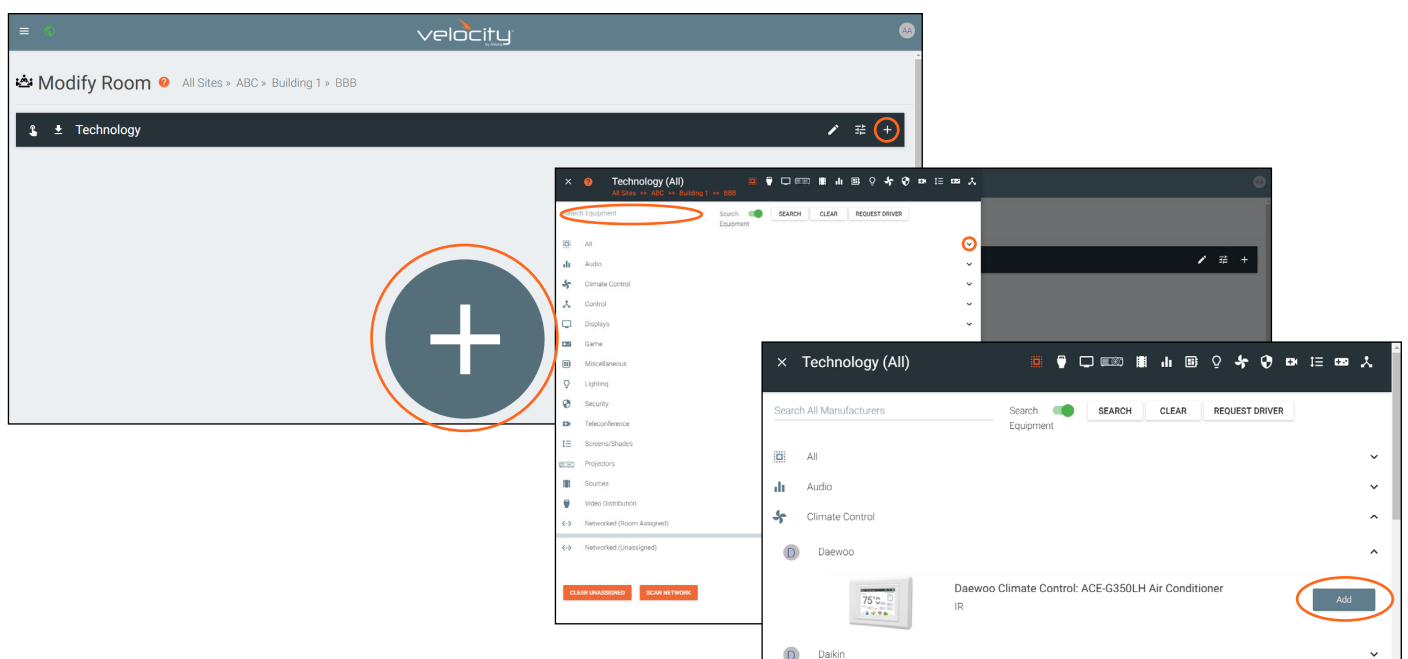 velocity
by Atlona
AA
Modify Room ? All Sites » ABC » Building 1 » BBB
Technology
Technology (All)
All Sites »» ABC »» Building 1 »» BBB
Search Equipment
Search
Equipment
SEARCH
CLEAR
REQUEST DRIVER
All
Audio
Climate Control
Control
Displays
Game
Miscellaneous
Lighting
Security
Teleconference
Screens/Shades
Projectors
Sources
Video Distribution
Networked (Room Assigned)
Networked (Unassigned)
CLEAR UNASSIGNED
SCAN NETWORK
Technology (All)
Search All Manufacturers
Search
Equipment
SEARCH
CLEAR
REQUEST DRIVER
All
Audio
Climate Control
D Daewoo
75°
Daewoo Climate Control: ACE-G350LH Air Conditioner
IR
Add
D Daikin